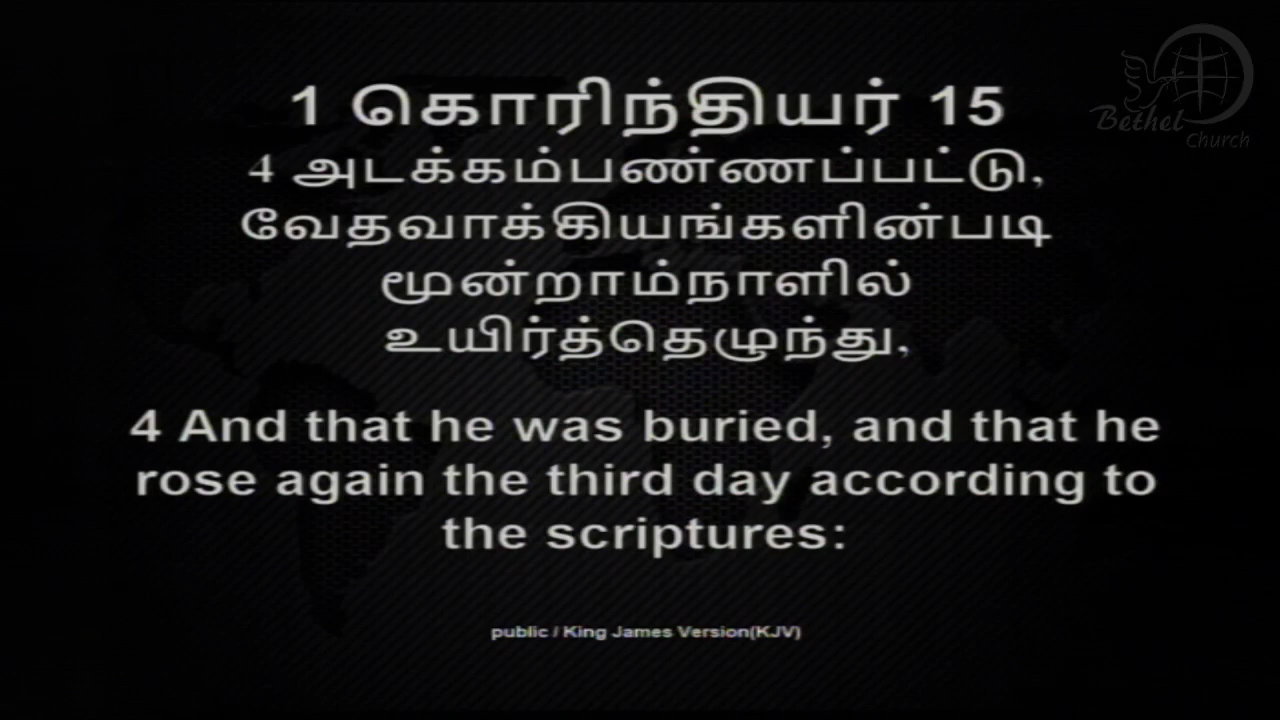 Bethel
Church
1 கொரிந்தியர் 15
4 அடக்கம்பண்ணப்பட்டு,
வேதவாக்கியங்களின்படி
மூன்றாம்நாளில்
உயிர்த்தெழுந்து,
4 And that he was buried, and that he
rose again the third day according to
the scriptures:
public / King James Version(KJV)